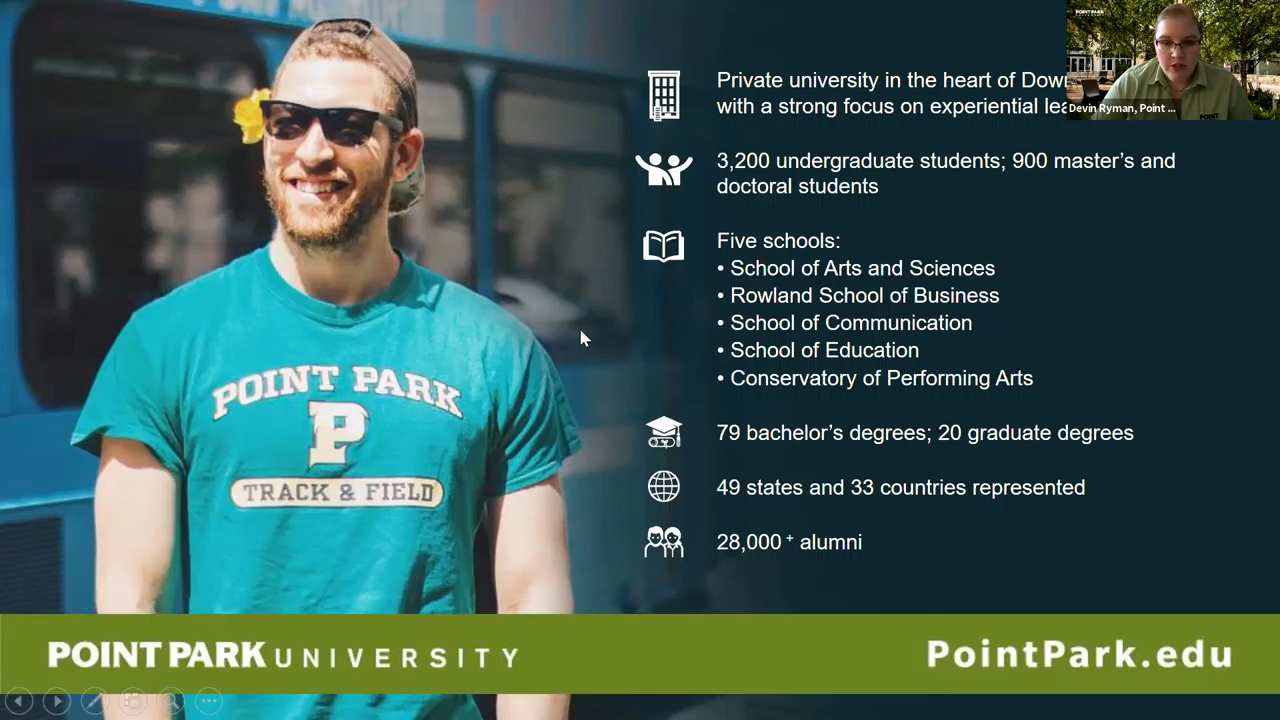 Private university in the heart of Dow
with a strong focus on experiential lea
3,200 undergraduate students; 900 master’s and
doctoral students
Five schools:
• School of Arts and Sciences
• Rowland School of Business
• School of Communication
• School of Education
• Conservatory of Performing Arts
79 bachelor’s degrees; 20 graduate degrees
49 states and 33 countries represented
28,000 + alumni
POINT PARK
P
TRACK & FIELD
POINT PARK UNIVERSITY
PointPark.edu
POINT PARK
Devin Ryman, Point ...
POINT